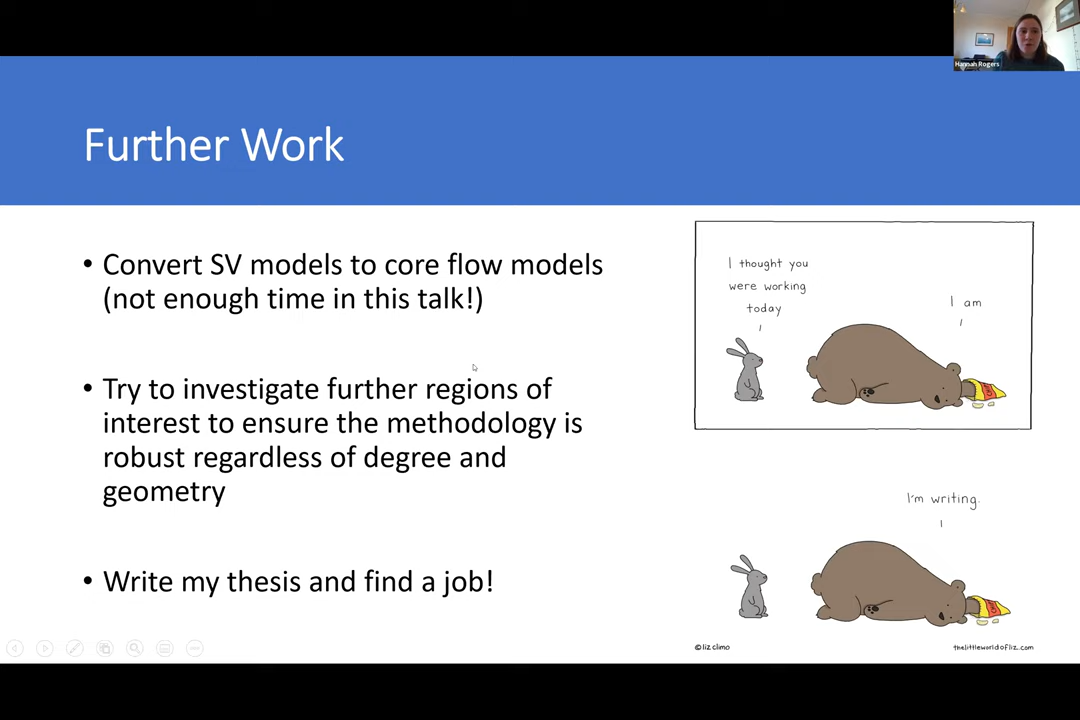 Hannah Rogers
Further Work
• Convert SV models to core flow models
(not enough time in this talk!)
• Try to investigate further regions of
interest to ensure the methodology is
robust regardless of degree and
geometry
• Write my thesis and find a job!
I thought you
were working
today
I am
I'm writing.
© liz climo
thelittleworldofliz.com